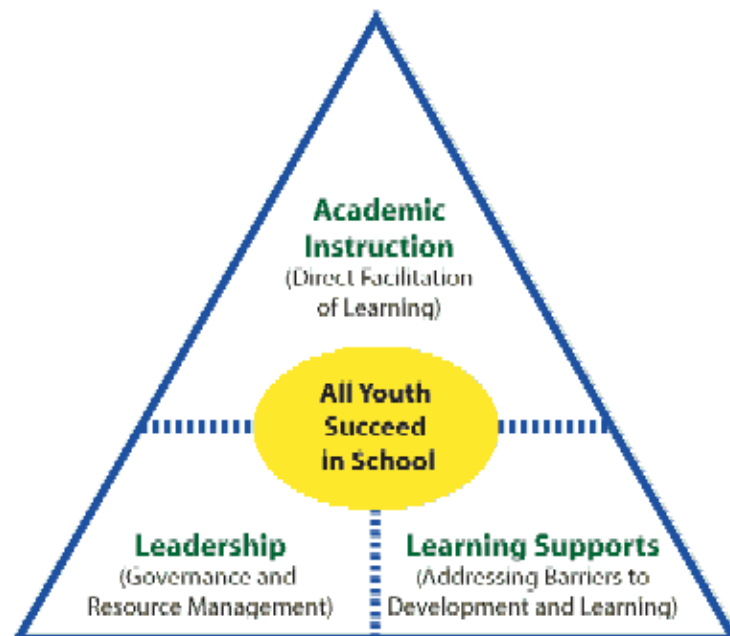 Academic
Instruction
(Direct Facilitation
of Learning)
All Youth
Succeed
in School
Leadership
(Governance and
Resource Management)
Learning Supports
(Addressing Barriers to
Development and Learning)